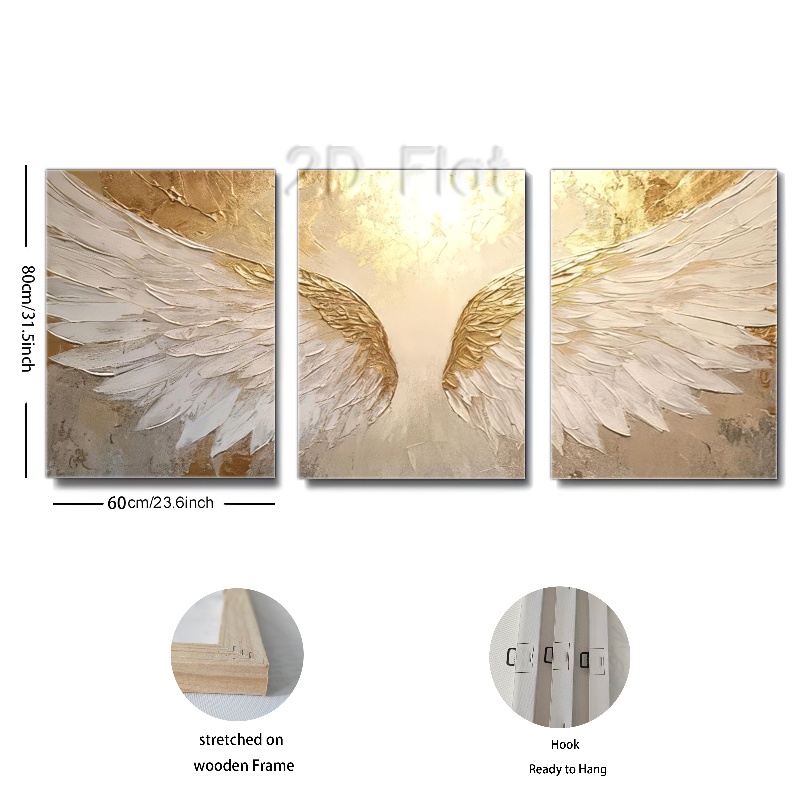 2D Flat
80cm/31.5inch
60cm/23.6inch
stretched on
wooden Frame
Hook
Ready to Hang